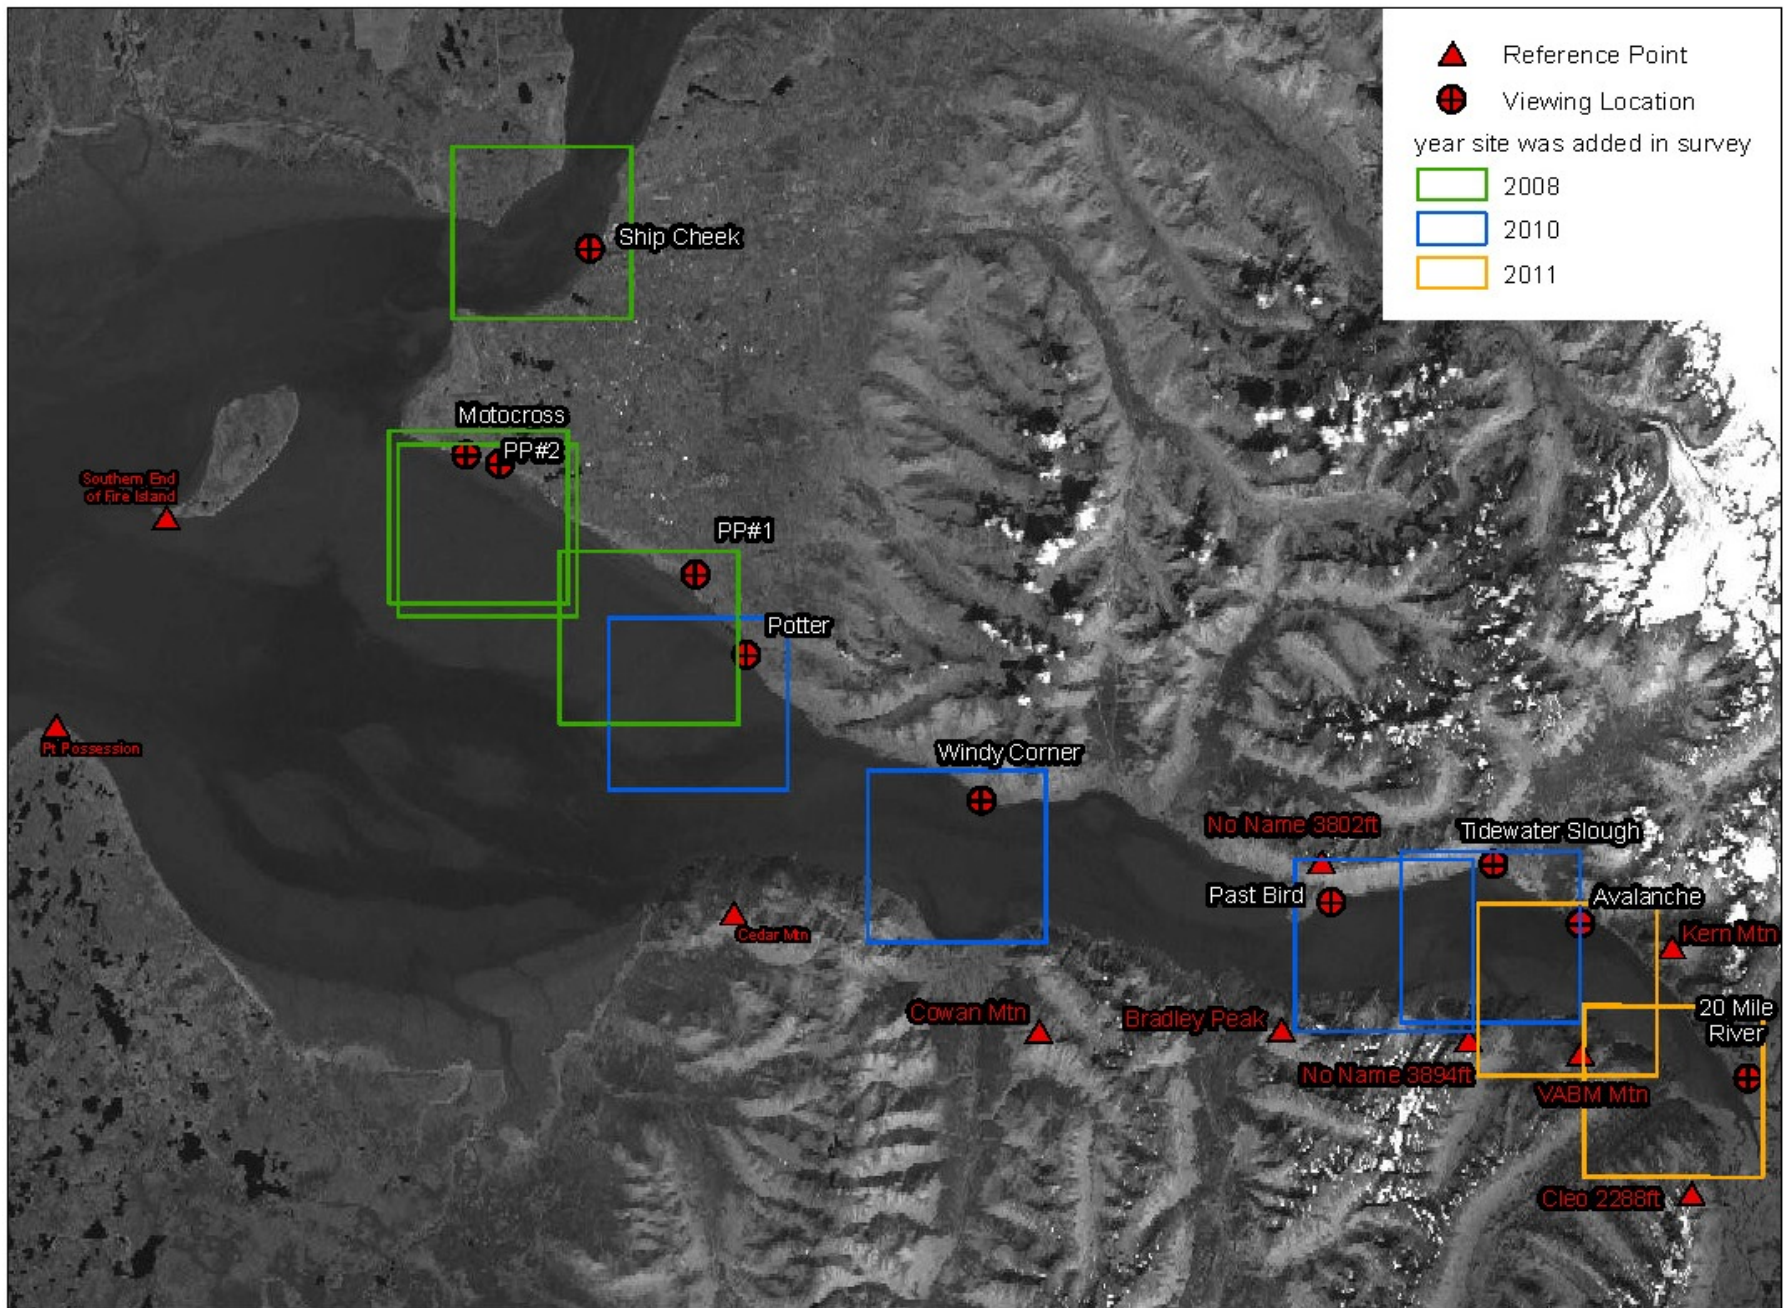 Reference Point
Viewing Location
year site was added in survey
2008
2010
2011
Ship Cheek
Motocross
PP#2
Southern End
of Fire Island
PP#1
Potter
Pt Possession
Windy Corner
No Name 3802ft
Tidewater Slough
Past Bird
Avalanche
Cedar Mtn
Kern Mtn
Cowan Mtn
Bradley Peak
20 Mile
River
No Name 3894ft
VABM Mtn
Cleo 2288ft